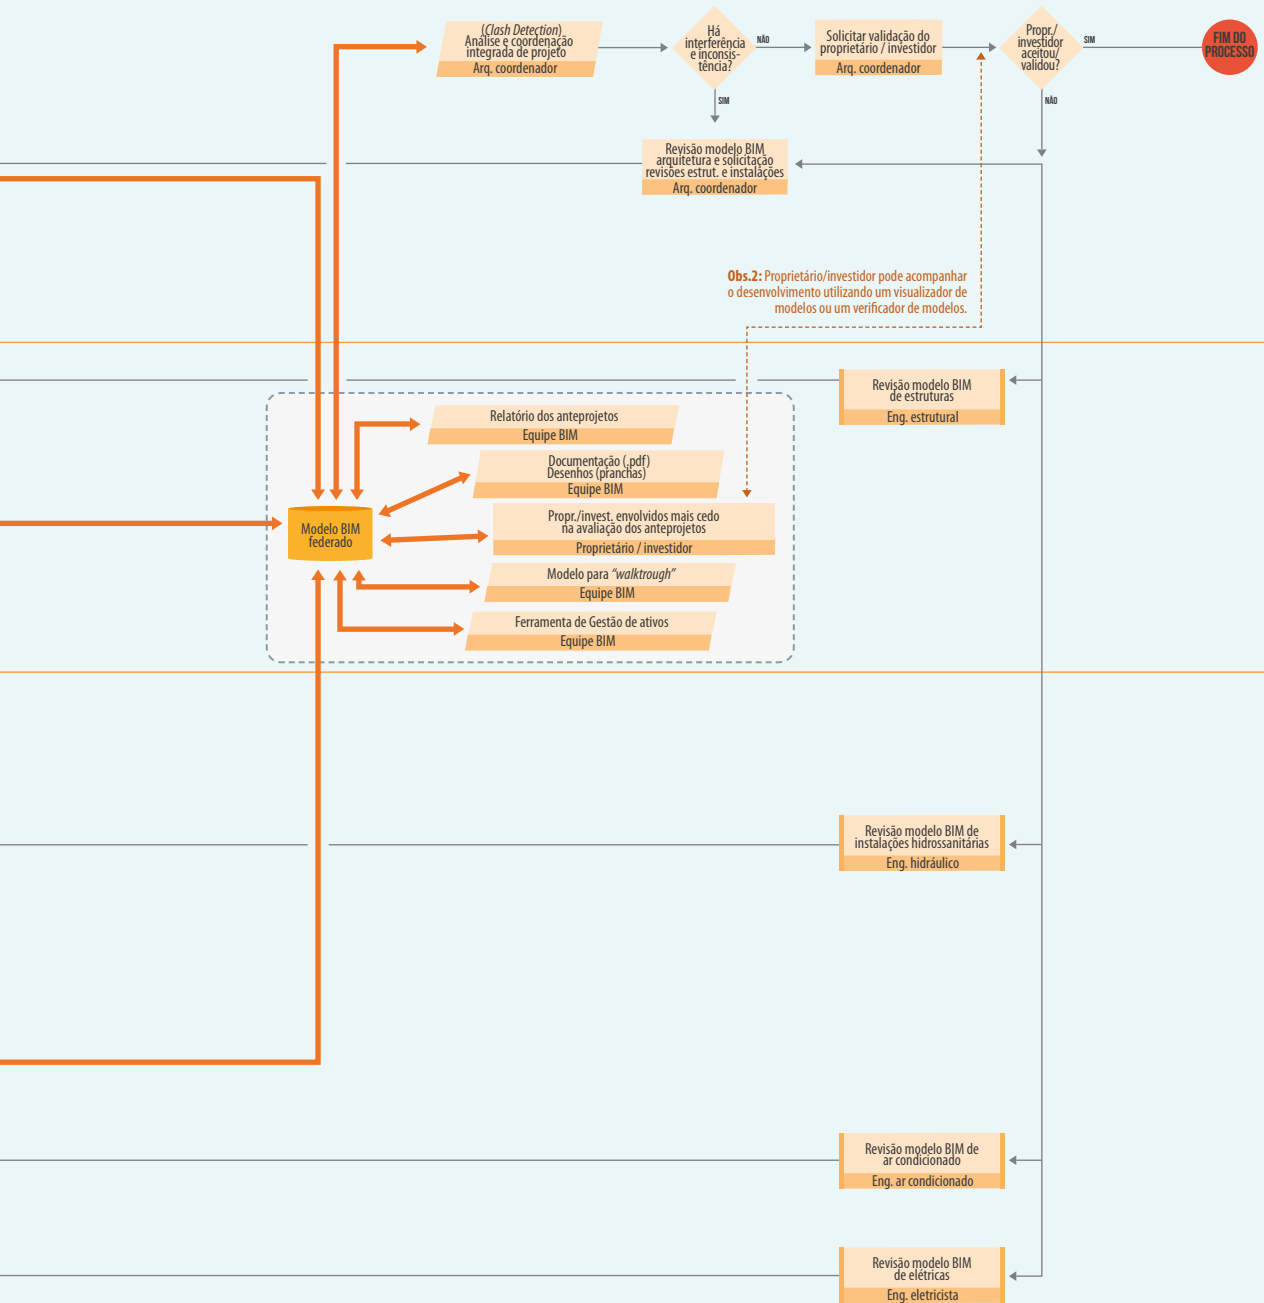 (Clash Detection)
Análise e coordenação
integrada de projeto
Arq. coordenador
Há
interferência
e inconsis-
tência?
NÃO
SIM
Solicitar validação do
proprietário / investidor
Arq. coordenador
Propr./
investidor
aceitou/
validou?
SIM
NÃO
FIM DO
PROCESSO
Revisão modelo BIM
arquitetura e solicitação
revisões estrut. e instalações
Arq. coordenador
Obs.2: Proprietário/investidor pode acompanhar
o desenvolvimento utilizando um visualizador de
modelos ou um verificador de modelos.
Revisão modelo BIM
de estruturas
Eng. estrutural
Relatório dos anteprojetos
Equipe BIM
Documentação (.pdf)
Desenhos (pranchas)
Equipe BIM
Modelo BIM
federado
Propr./invest. envolvidos mais cedo
na avaliação dos anteprojetos
Proprietário / investidor
Modelo para “walktrough”
Equipe BIM
Ferramenta de Gestão de ativos
Equipe BIM
Revisão modelo BIM de
instalações hidrossanitárias
Eng. hidráulico
Revisão modelo BIM de
ar condicionado
Eng. ar condicionado
Revisão modelo BIM
de elétricas
Eng. eletricista